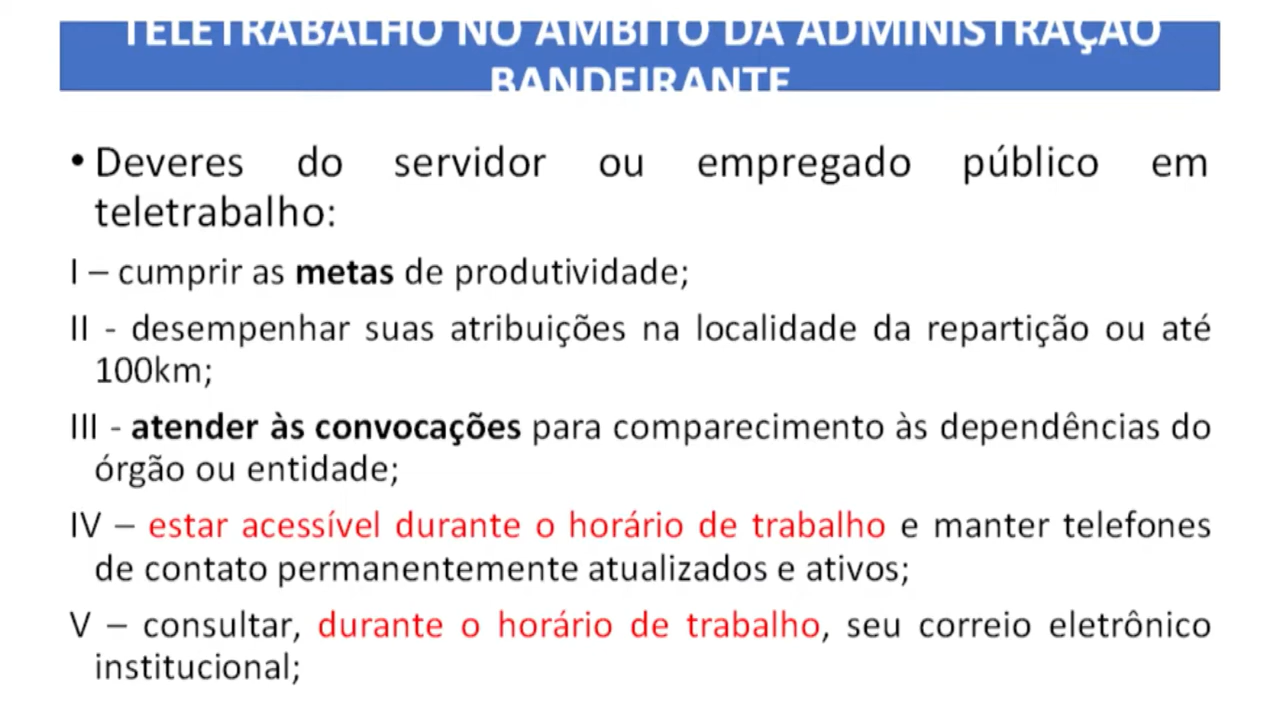 TELETRABALHO NO ÂMBITO DA ADMINISTRAÇÃO
BANDEIRANTE
• Deveres do servidor ou empregado público em
teletrabalho:
I – cumprir as metas de produtividade;
II - desempenhar suas atribuições na localidade da repartição ou até
100km;
III - atender às convocações para comparecimento às dependências do
órgão ou entidade;
IV – estar acessível durante o horário de trabalho e manter telefones
de contato permanentemente atualizados e ativos;
V – consultar, durante o horário de trabalho, seu correio eletrônico
institucional;